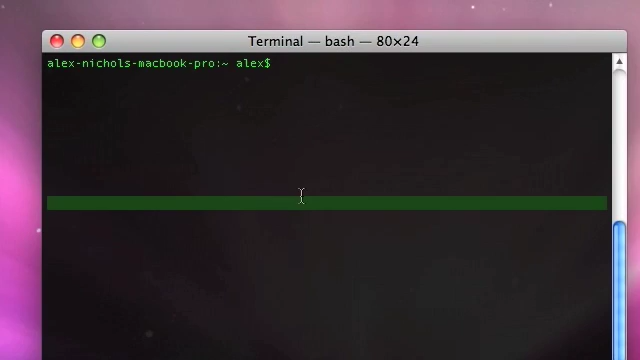 Terminal — bash — 80×24
alex-nichols-macbook-pro:~ alex$